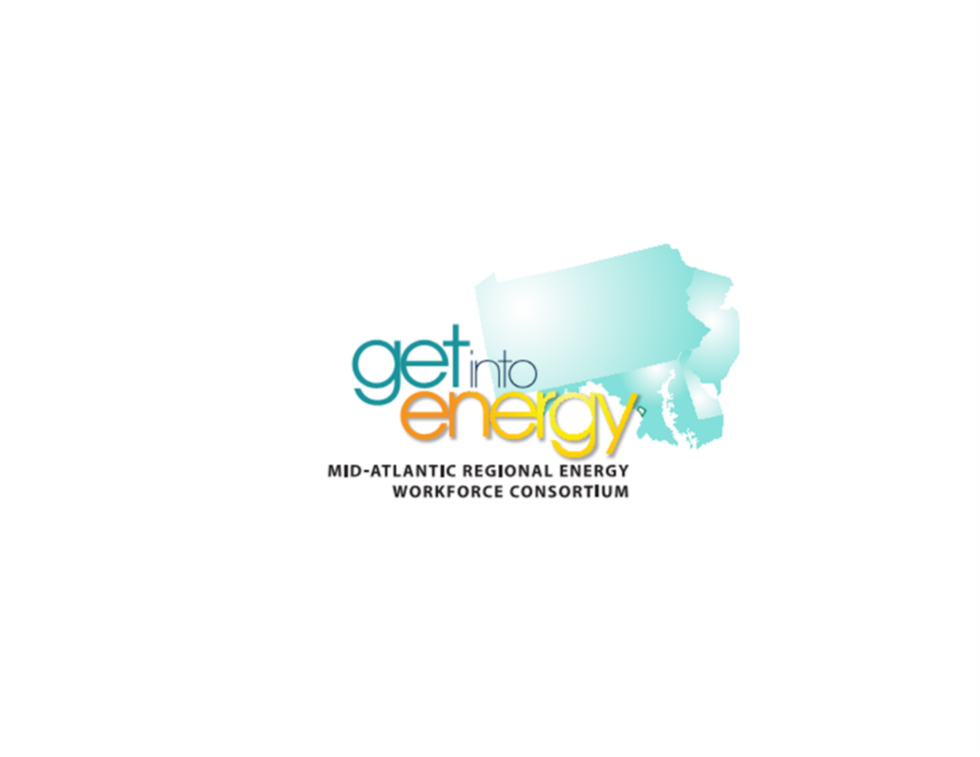 get into
energy
MID-ATLANTIC REGIONAL ENERGY
WORKFORCE CONSORTIUM